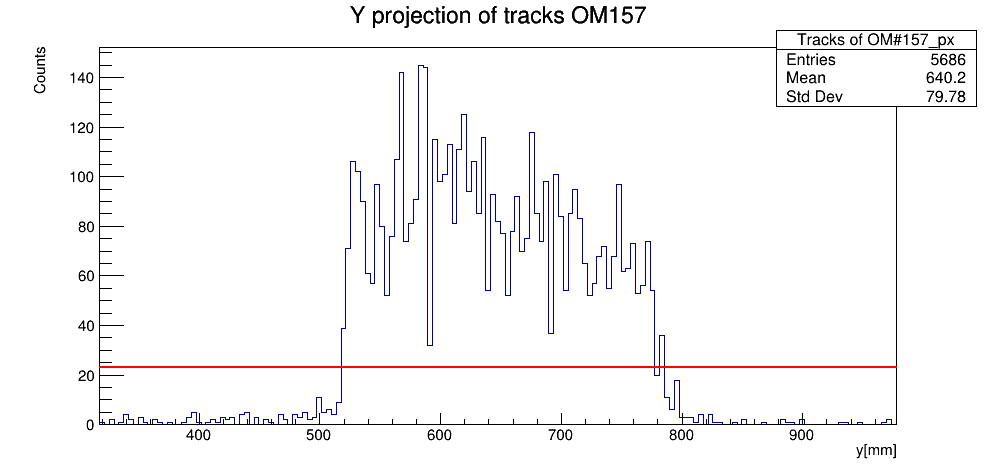 Y projection of tracks OM157
Tracks of OM#157_px
Entries 5686
Mean 640.2
Std Dev 79.78
Counts
140
120
100
80
60
40
20
0
400 500 600 700 800 900
y[mm]